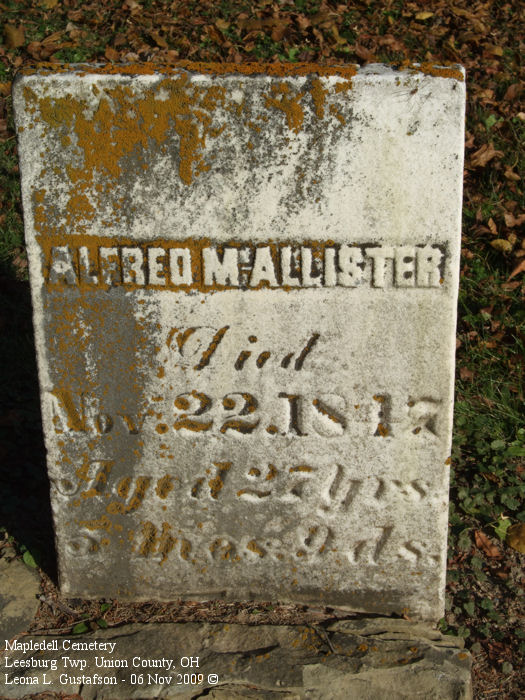 ALFRED McALLISTER
Died
Nov. 22. 1847
Aged 27 yrs.
5 mos. 9 ds.
Mapledell Cemetery
Leesburg Twp. Union County, OH
Leona L. Gustafson - 06 Nov 2009 ©